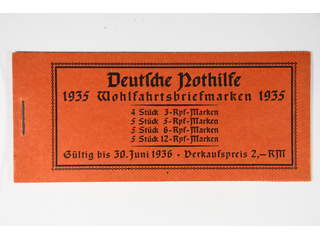 Deutsche Nothilfe
1935 Wohlfahrtsbriefmarken 1935
4 Stück 3-Rpf-Marken
5 Stück 5-Rpf-Marken
5 Stück 6-Rpf-Marken
5 Stück 12-Rpf-Marken
Gültig bis 30. Juni 1936 - Verkaufspreis 2,- RM